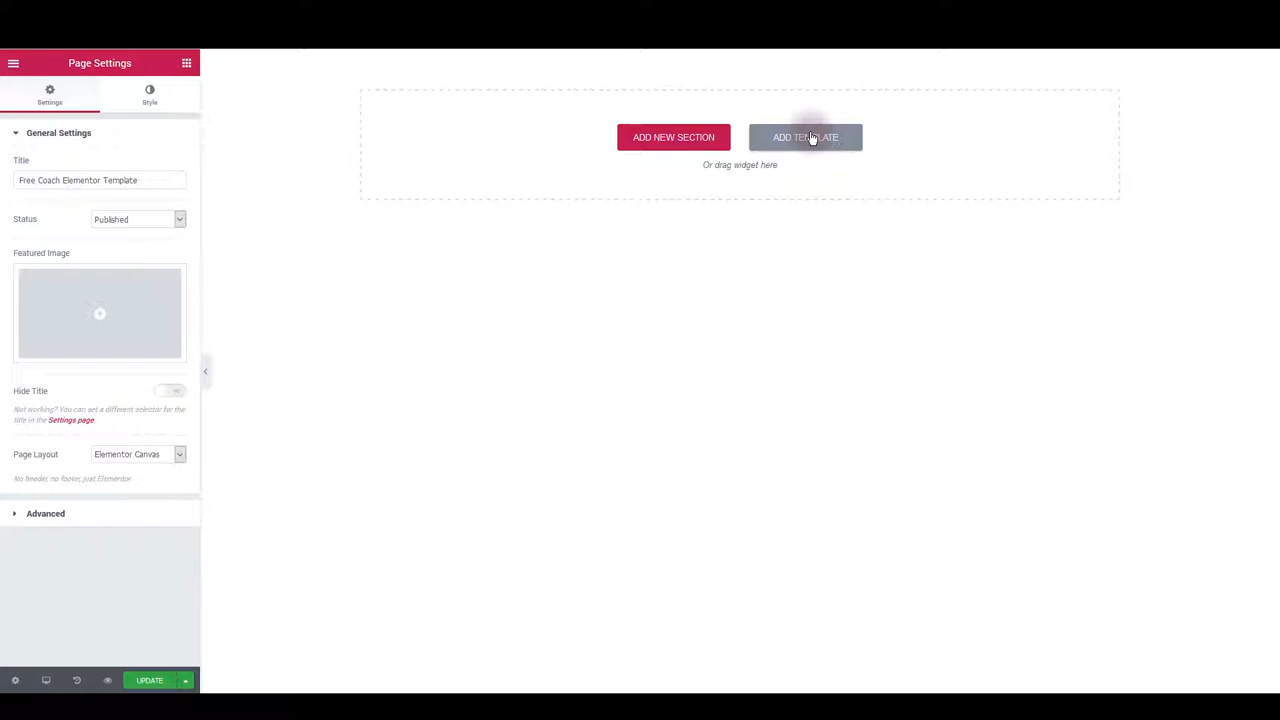 Page Settings
Settings
Style
General Settings
Title
Free Coach Elementor Template
Status
Published
Featured Image
Hide Title
Not working? You can set a different selector for the
title in the Settings page
Page Layout
Elementor Canvas
No header, no footer, just Elementor
Advanced
UPDATE
ADD NEW SECTION
ADD TEMPLATE
Or drag widget here